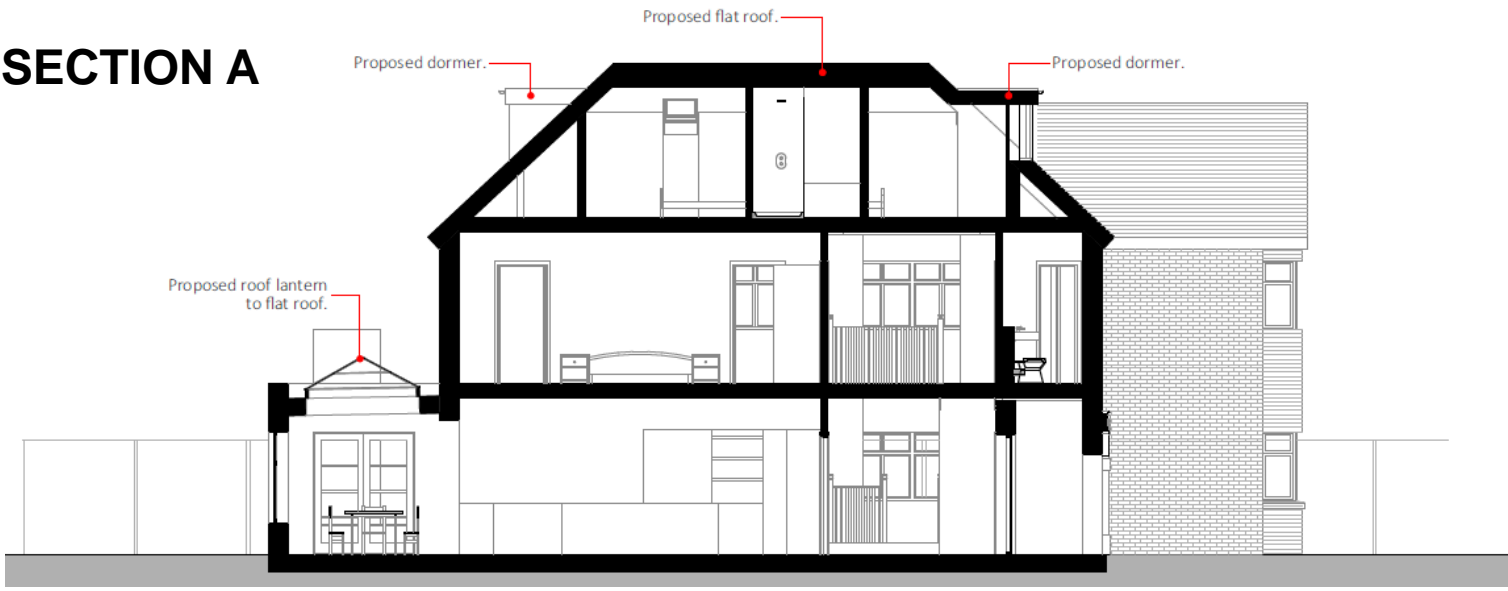 Proposed flat roof.
SECTION A
Proposed dormer.
Proposed dormer.
Proposed roof lantern
to flat roof.